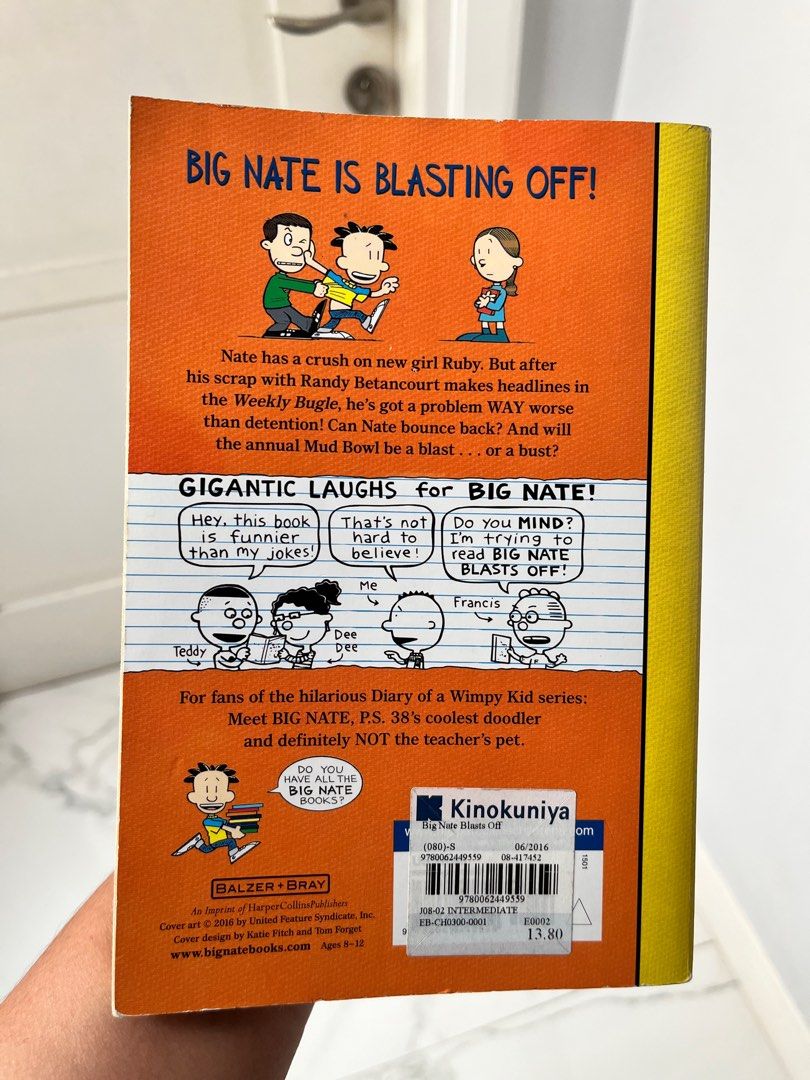 BIG NATE IS BLASTING OFF!
Nate has a crush on new girl Ruby. But after
his scrap with Randy Betancourt makes headlines in
the Weekly Bugle, he's got a problem WAY worse
than detention! Can Nate bounce back? And will
the annual Mud Bowl be a blast . . . or a bust?
GIGANTIC LAUGHS for BIG NATE!
Hey, this book
is funnier
than my jokes!
That's not
hard to
believe!
Do you MIND?
I'm trying to
read BIG NATE
BLASTS OFF!
Teddy
Dee
Dee
Me
Francis
For fans of the hilarious Diary of a Wimpy Kid series:
Meet BIG NATE, P.S. 38's coolest doodler
and definitely NOT the teacher's pet.
DO YOU
HAVE ALL THE
BIG NATE
BOOKS?
BALZER + BRAY
An Imprint of HarperCollinsPublishers
Cover art © 2016 by United Feature Syndicate, Inc.
Cover design by Katie Fitch and Tom Forget
www.bignatebooks.com Ages 8–12
Kinokuniya
Big Nate Blasts Off
(080)-S 06/2016
9780062449559 08-417452
9780062449559
J08-02 INTERMEDIATE
EB-CH0300-0001 E0002
13.80
com
1501